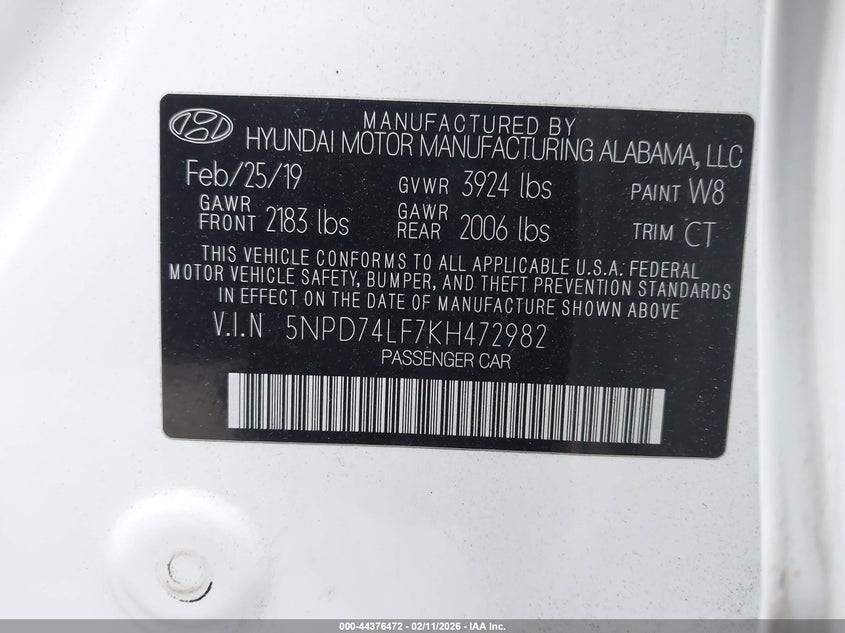 MANUFACTURED BY
HYUNDAI MOTOR MANUFACTURING ALABAMA, LLC
Feb/25/19 GVWR 3924 lbs PAINT W8
GAWR FRONT 2183 lbs GAWR REAR 2006 lbs TRIM CT
THIS VEHICLE CONFORMS TO ALL APPLICABLE U.S.A. FEDERAL
MOTOR VEHICLE SAFETY, BUMPER, AND THEFT PREVENTION STANDARDS
IN EFFECT ON THE DATE OF MANUFACTURE SHOWN ABOVE
V.I.N 5NPD74LF7KH472982
PASSENGER CAR
000-44376472 - 02/11/2026 - IAA Inc.